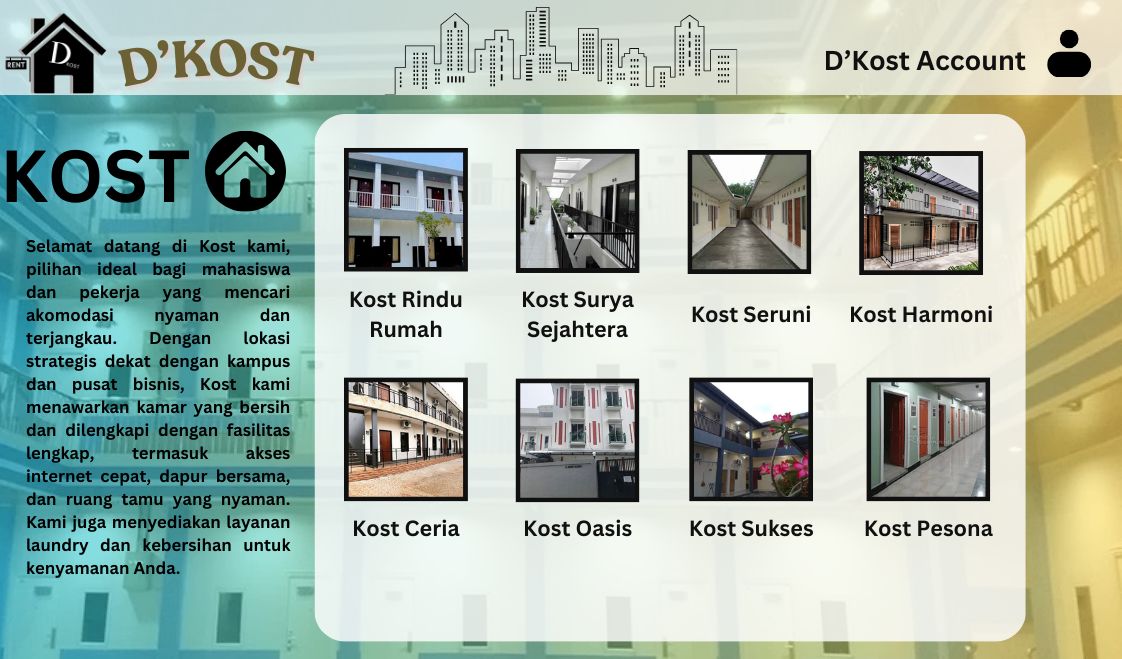 RENT
D
KOST
D'KOST
D'Kost Account
KOST
Selamat datang di Kost kami,
pilihan ideal bagi mahasiswa
dan pekerja yang mencari
akomodasi nyaman dan
terjangkau. Dengan lokasi
strategis dekat dengan kampus
dan pusat bisnis, Kost kami
menawarkan kamar yang bersih
dan dilengkapi dengan fasilitas
lengkap, termasuk akses
internet cepat, dapur bersama,
dan ruang tamu yang nyaman.
Kami juga menyediakan layanan
laundry dan kebersihan untuk
kenyamanan Anda.
Kost Rindu
Rumah
Kost Surya
Sejahtera
Kost Seruni
Kost Harmoni
Kost Ceria
Kost Oasis
Kost Sukses
Kost Pesona